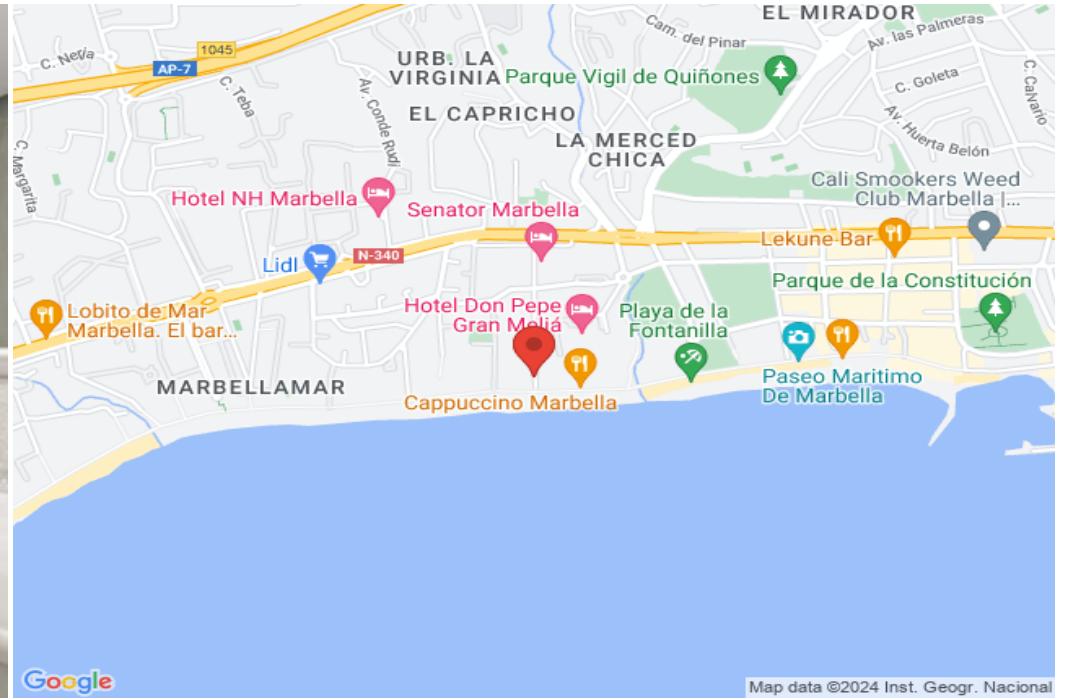 EL MIRADOR
Cam. del Pinar
Av. las Palmeras
C. Nerja
1045
AP-7
URB. LA
VIRGINIA
Parque Vigil de Quiñones
C. Goleta
C. CaNario
C. Teba
Av. Conde Rudi
EL CAPRICHO
Av. Huerta Belón
LA MERCED
CHICA
C. Margarita
Cali Smookers Weed
Club Marbella |...
Hotel NH Marbella
Senator Marbella
Lekune Bar
N-340
Lidl
Parque de la Constitución
Lobito de Mar
Marbella. El bar...
Hotel Don Pepe
Gran Meliá
Playa de la
Fontanilla
MARBELLAMAR
Cappuccino Marbella
Paseo Maritimo
De Marbella
Google
Map data ©2024 Inst. Geogr. Nacional